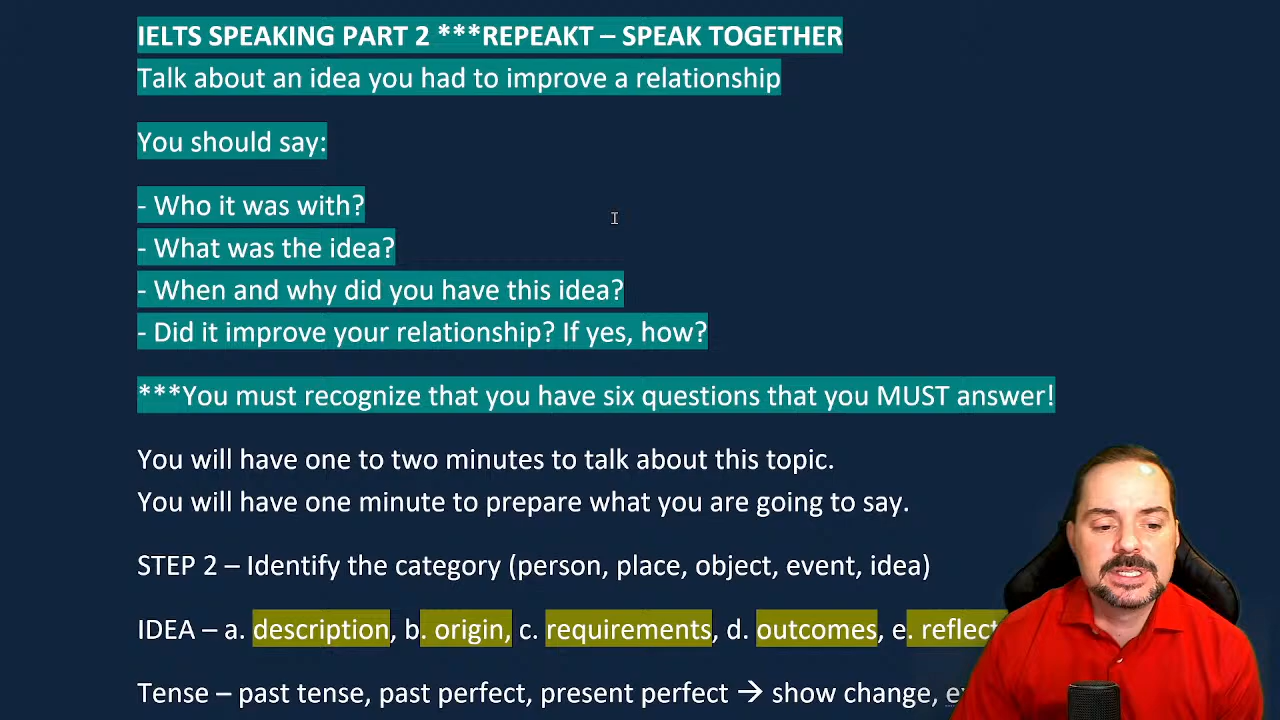 IELTS SPEAKING PART 2 ***REPEAKT – SPEAK TOGETHER
Talk about an idea you had to improve a relationship
You should say:
- Who it was with?
- What was the idea?
- When and why did you have this idea?
- Did it improve your relationship? If yes, how?
***You must recognize that you have six questions that you MUST answer!
You will have one to two minutes to talk about this topic.
You will have one minute to prepare what you are going to say.
STEP 2 – Identify the category (person, place, object, event, idea)
IDEA – a. description, b. origin, c. requirements, d. outcomes, e. reflect
Tense – past tense, past perfect, present perfect → show change,